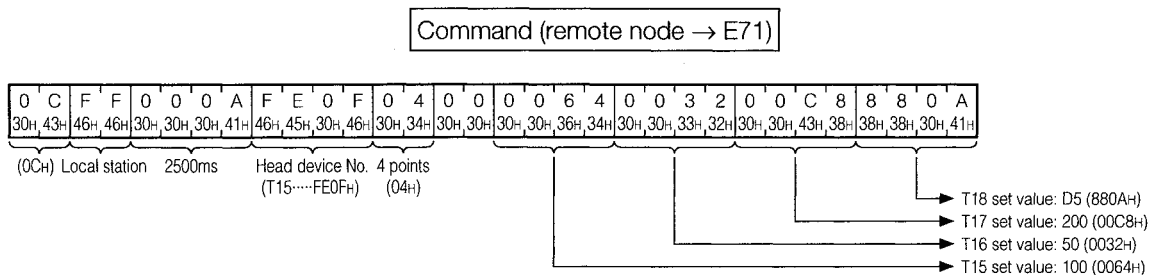 Command (remote node → E71)
0 C F F 0 0 0 A F E 0 F 0 4 0 0 0 0 6 4 0 0 3 2 0 0 C 8 8 8 0 A
30H 43H 46H 46H 30H 30H 30H 41H 46H 45H 30H 46H 30H 34H 30H 30H 30H 30H 36H 34H 30H 30H 33H 32H 30H 30H 43H 38H 38H 38H 30H 41H
(0CH) Local station 2500ms Head device No. 4 points
(T15·····FE0FH) (04H)
T18 set value: D5 (880AH)
T17 set value: 200 (00C8H)
T16 set value: 50 (0032H)
T15 set value: 100 (0064H)